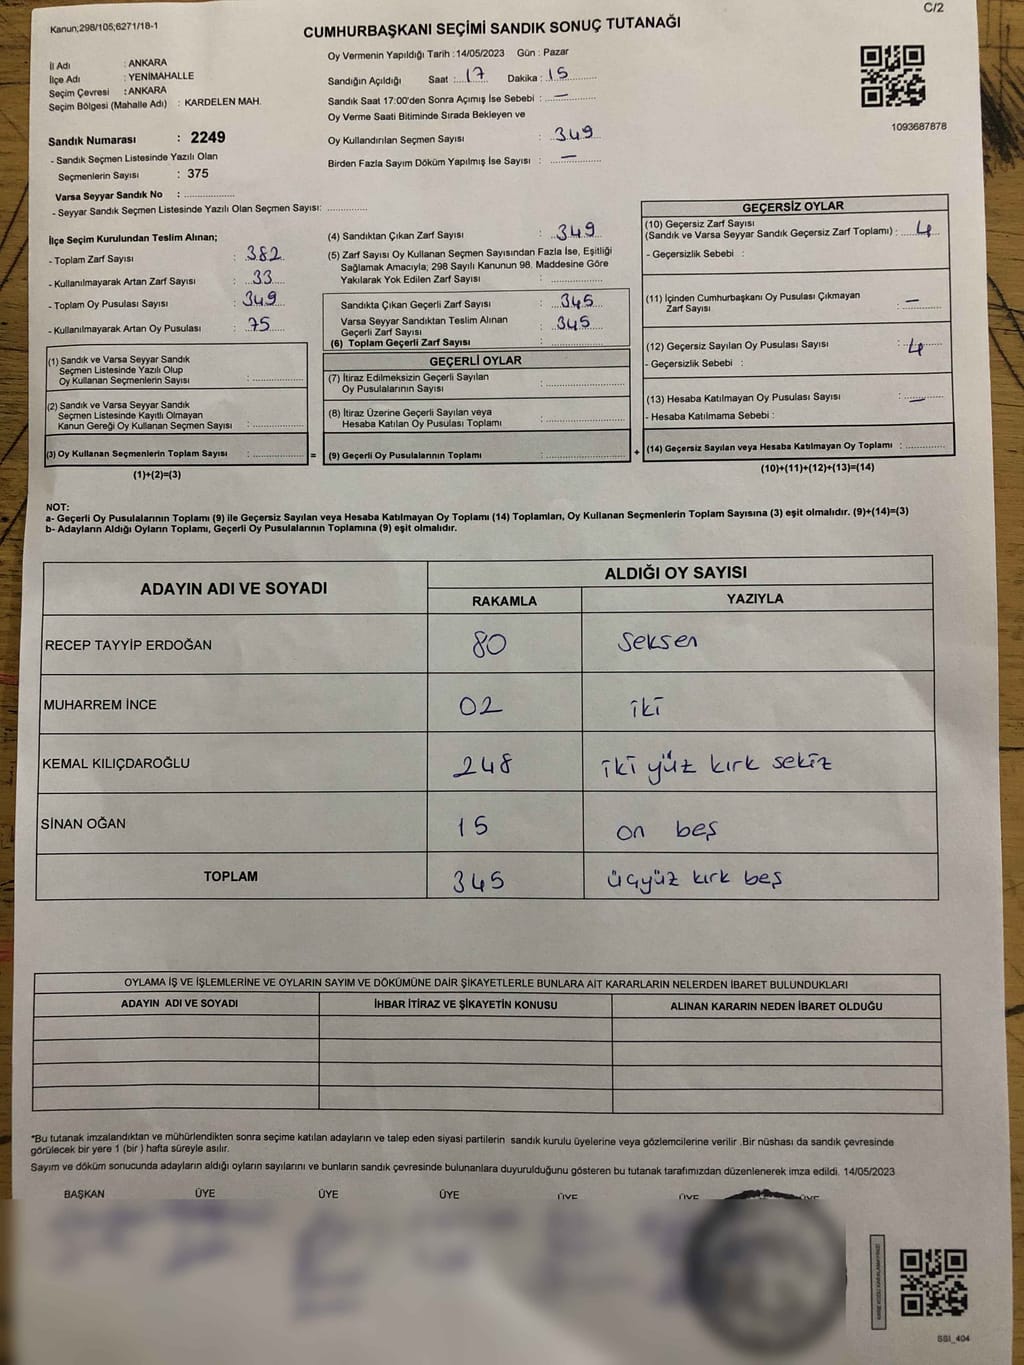 Kanun;298/105;6271/18-1
C/2
CUMHURBAŞKANI SEÇİMİ SANDIK SONUÇ TUTANAĞI
İl Adı : ANKARA
İlçe Adı : YENİMAHALLE
Seçim Çevresi : ANKARA
Seçim Bölgesi (Mahalle Adı) : KARDELEN MAH.
Sandık Numarası : 2249
- Sandık Seçmen Listesinde Yazılı Olan
Seçmenlerin Sayısı : 375
Varsa Seyyar Sandık No : ..............
- Seyyar Sandık Seçmen Listesinde Yazılı Olan Seçmen Sayısı: ..............
Oy Vermenin Yapıldığı Tarih :14/05/2023 Gün : Pazar
Sandığın Açıldığı Saat : 17 Dakika : 15
Sandık Saat 17:00'den Sonra Açımış İse Sebebi : —
Oy Verme Saati Bitiminde Sırada Bekleyen ve
Oy Kullandırılan Seçmen Sayısı : 349
Birden Fazla Sayım Döküm Yapılmış İse Sayısı : —
1093687878
İlçe Seçim Kurulundan Teslim Alınan;
- Toplam Zarf Sayısı : 382
- Kullanılmayarak Artan Zarf Sayısı : 33
- Toplam Oy Pusulası Sayısı : 349
- Kullanılmayarak Artan Oy Pusulası : 75
(1) Sandık ve Varsa Seyyar Sandık
Seçmen Listesinde Yazılı Olup
Oy Kullanan Seçmenlerin Sayısı : ..............
(2) Sandık ve Varsa Seyyar Sandık
Seçmen Listesinde Kayıtlı Olmayan
Kanun Gereği Oy Kullanan Seçmen Sayısı : ..............
(3) Oy Kullanan Seçmenlerin Toplam Sayısı : .............. =
(1)+(2)=(3)
(4) Sandıktan Çıkan Zarf Sayısı : 349
(5) Zarf Sayısı Oy Kullanan Seçmen Sayısından Fazla İse, Eşitliği
Sağlamak Amacıyla; 298 Sayılı Kanunun 98. Maddesine Göre
Yakılarak Yok Edilen Zarf Sayısı : ..............
Sandıkta Çıkan Geçerli Zarf Sayısı : 345
Varsa Seyyar Sandıktan Teslim Alınan
Geçerli Zarf Sayısı : 345
(6) Toplam Geçerli Zarf Sayısı : ..............
GEÇERLİ OYLAR
(7) İtiraz Edilmeksizin Geçerli Sayılan
Oy Pusulalarının Sayısı : ..............
(8) İtiraz Üzerine Geçerli Sayılan veya
Hesaba Katılan Oy Pusulası Toplamı : ..............
(9) Geçerli Oy Pusulalarının Toplamı : .............. +
GEÇERSİZ OYLAR
(10) Geçersiz Zarf Sayısı
(Sandık ve Varsa Seyyar Sandık Geçersiz Zarf Toplamı) : 4
- Geçersizlik Sebebi :
(11) İçinden Cumhurbaşkanı Oy Pusulası Çıkmayan
Zarf Sayısı : —
(12) Geçersiz Sayılan Oy Pusulası Sayısı : 4
- Geçersizlik Sebebi :
(13) Hesaba Katılmayan Oy Pusulası Sayısı : —
- Hesaba Katılmama Sebebi :
(14) Geçersiz Sayılan veya Hesaba Katılmayan Oy Toplamı : ..............
(10)+(11)+(12)+(13)=(14)
NOT:
a- Geçerli Oy Pusulalarının Toplamı (9) ile Geçersiz Sayılan veya Hesaba Katılmayan Oy Toplamı (14) Toplamları, Oy Kullanan Seçmenlerin Toplam Sayısına (3) eşit olmalıdır. (9)+(14)=(3)
b- Adayların Aldığı Oyların Toplamı, Geçerli Oy Pusulalarının Toplamına (9) eşit olmalıdır.
ADAYIN ADI VE SOYADI
ALDIĞI OY SAYISI
RAKAMLA YAZIYLA
RECEP TAYYİP ERDOĞAN 80 Seksen
MUHARREM İNCE 02 iki
KEMAL KILIÇDAROĞLU 248 iki yüz kırk sekiz
SİNAN OĞAN 15 on beş
TOPLAM 345 üçyüz kırk beş
OYLAMA İŞ VE İŞLEMLERİNE VE OYLARIN SAYIM VE DÖKÜMÜNE DAİR ŞİKAYETLERLE BUNLARA AİT KARARLARIN NELERDEN İBARET BULUNDUKLARI
ADAYIN ADI VE SOYADI İHBAR İTİRAZ VE ŞİKAYETİN KONUSU ALINAN KARARIN NEDEN İBARET OLDUĞU
*Bu tutanak imzalandıktan ve mühürlendikten sonra seçime katılan adayların ve talep eden siyasi partilerin sandık kurulu üyelerine veya gözlemcilerine verilir .Bir nüshası da sandık çevresinde
görülecek bir yere 1 (bir ) hafta süreyle asılır.
Sayım ve döküm sonucunda adayların aldığı oyların sayılarını ve bunların sandık çevresinde bulunanlara duyurulduğunu gösteren bu tutanak tarafımızdan düzenlenerek imza edildi. 14/05/2023
BAŞKAN ÜYE ÜYE ÜYE ÜYE ÜYE ÜYE
SSI_404